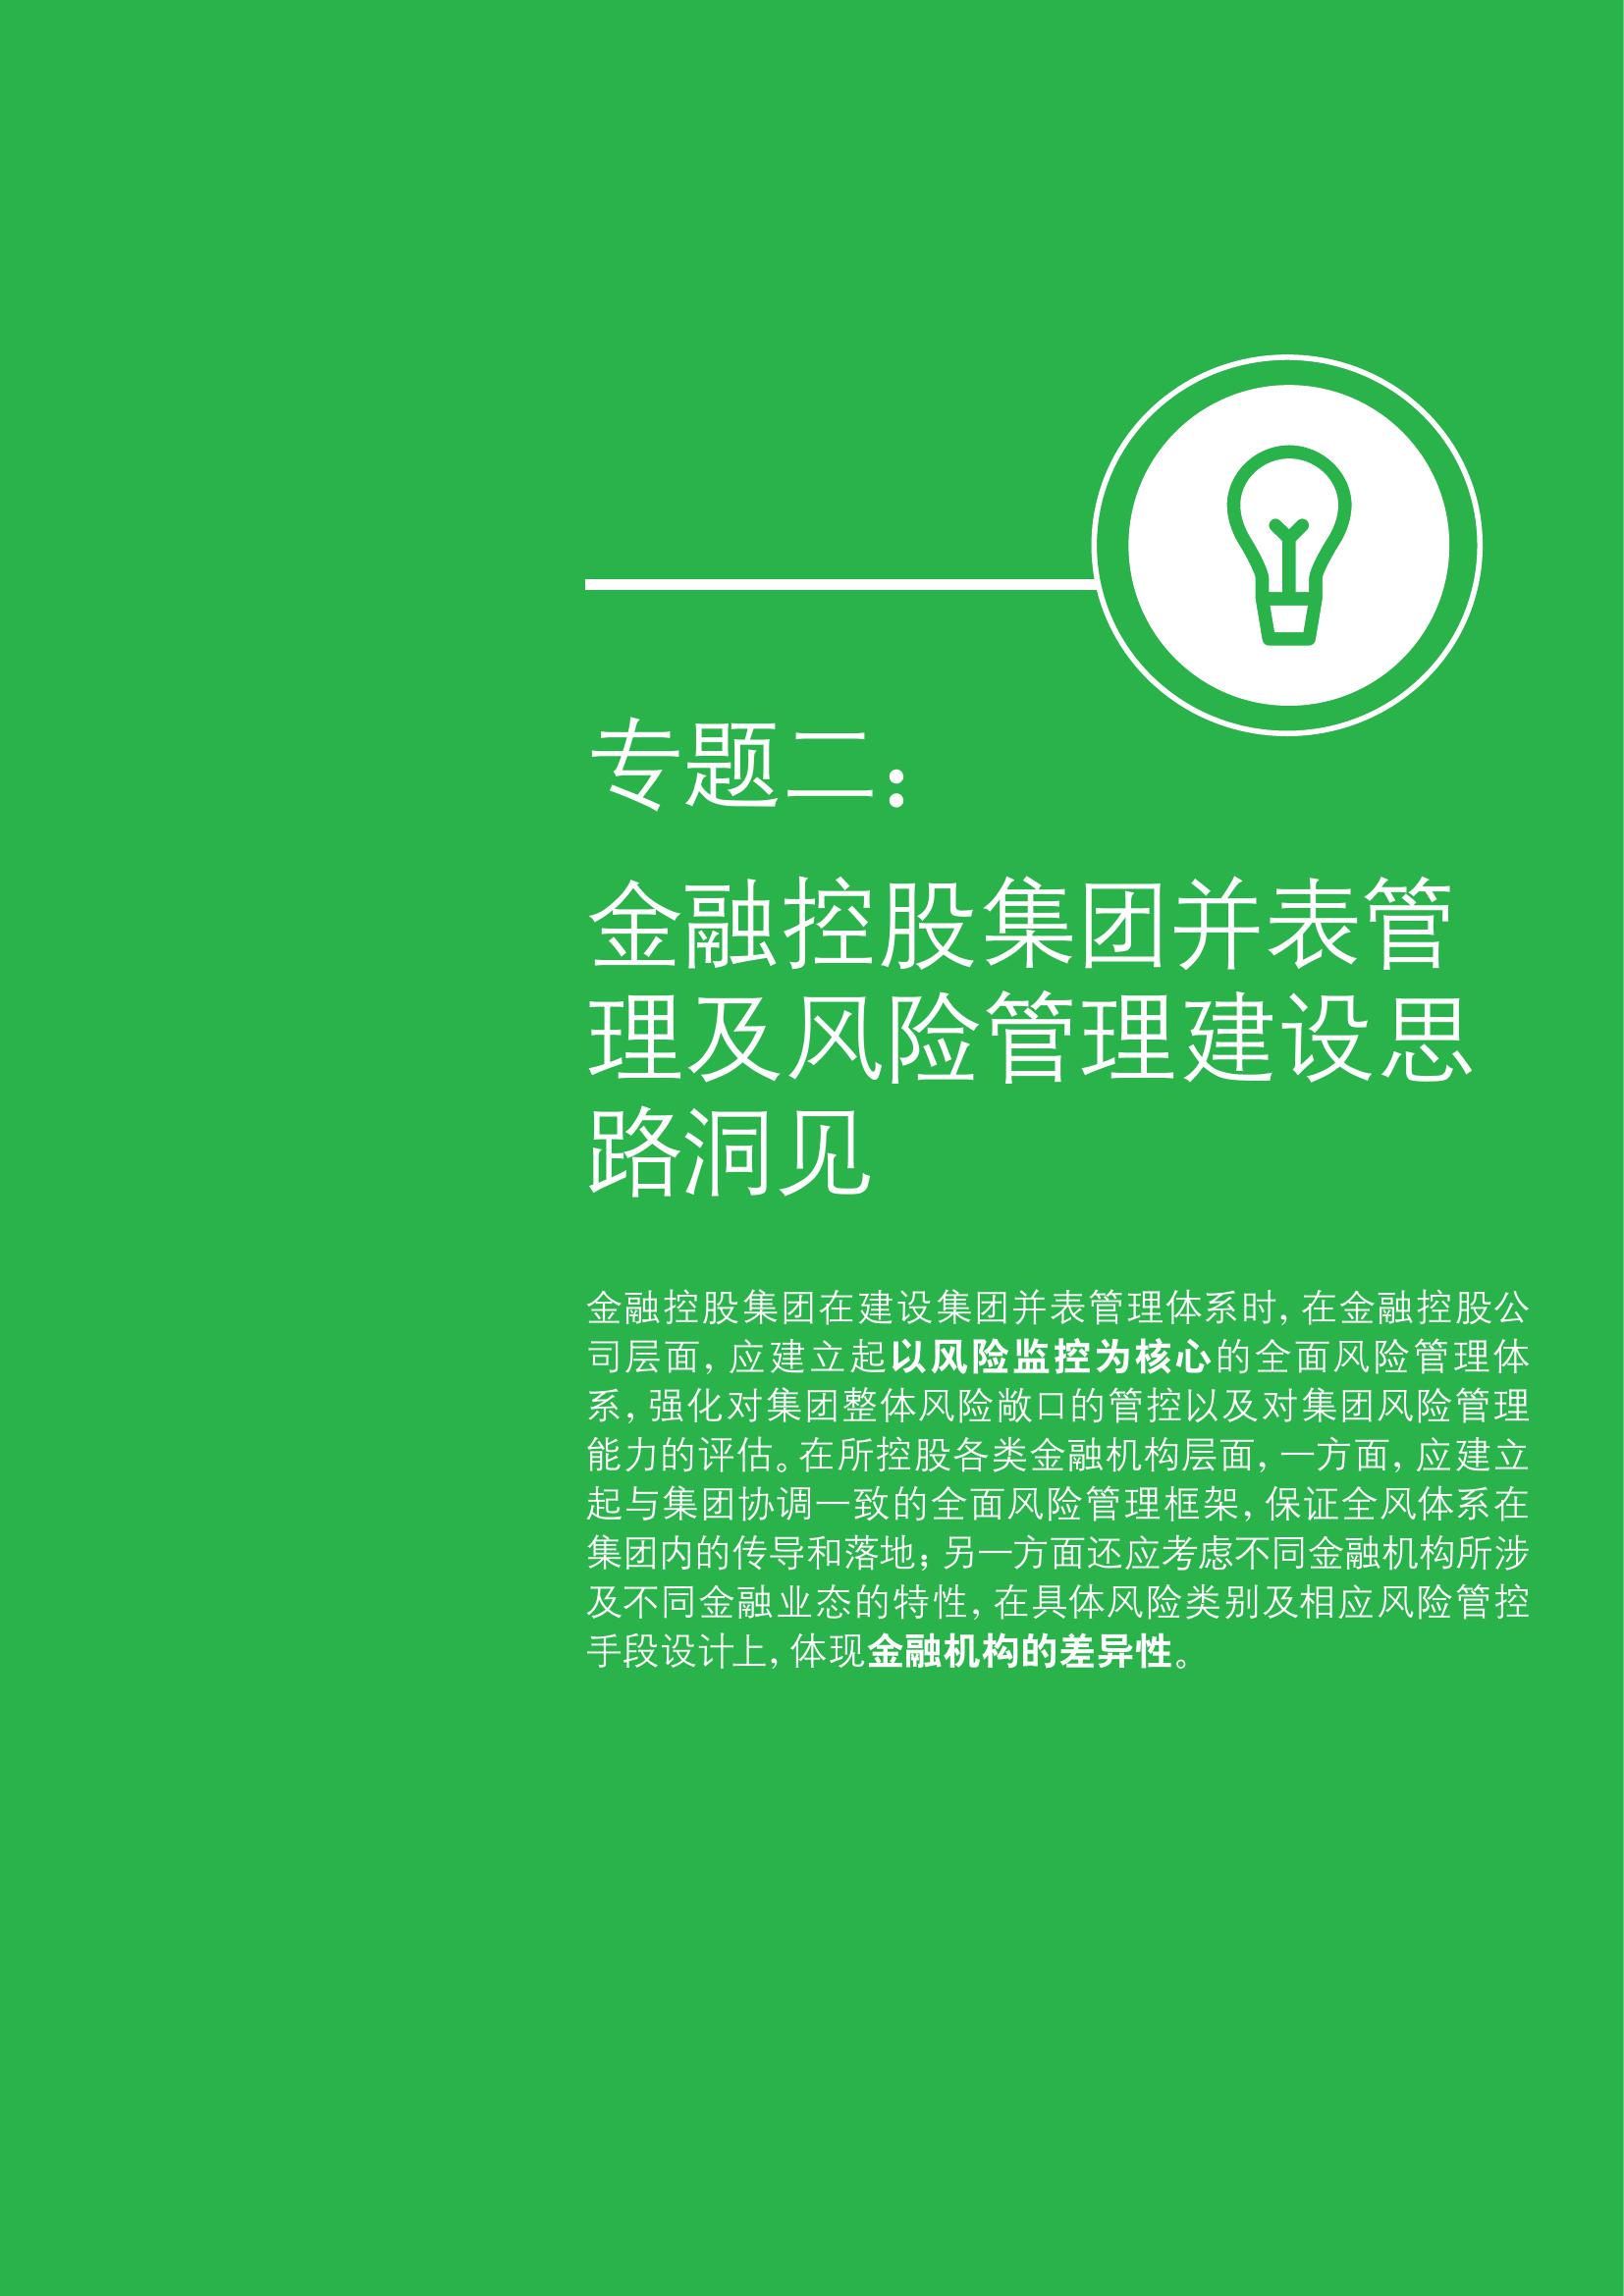 专题二：
金融控股集团并表管
理及风险管理建设思
路洞见
金融控股集团在建设集团并表管理体系时，在金融控股公
司层面，应建立起以风险监控为核心的全面风险管理体
系，强化对集团整体风险敞口的管控以及对集团风险管理
能力的评估。在所控股各类金融机构层面，一方面，应建立
起与集团协调一致的全面风险管理框架，保证全风体系在
集团内的传导和落地；另一方面还应考虑不同金融机构所涉
及不同金融业态的特性，在具体风险类别及相应风险管控
手段设计上，体现金融机构的差异性。